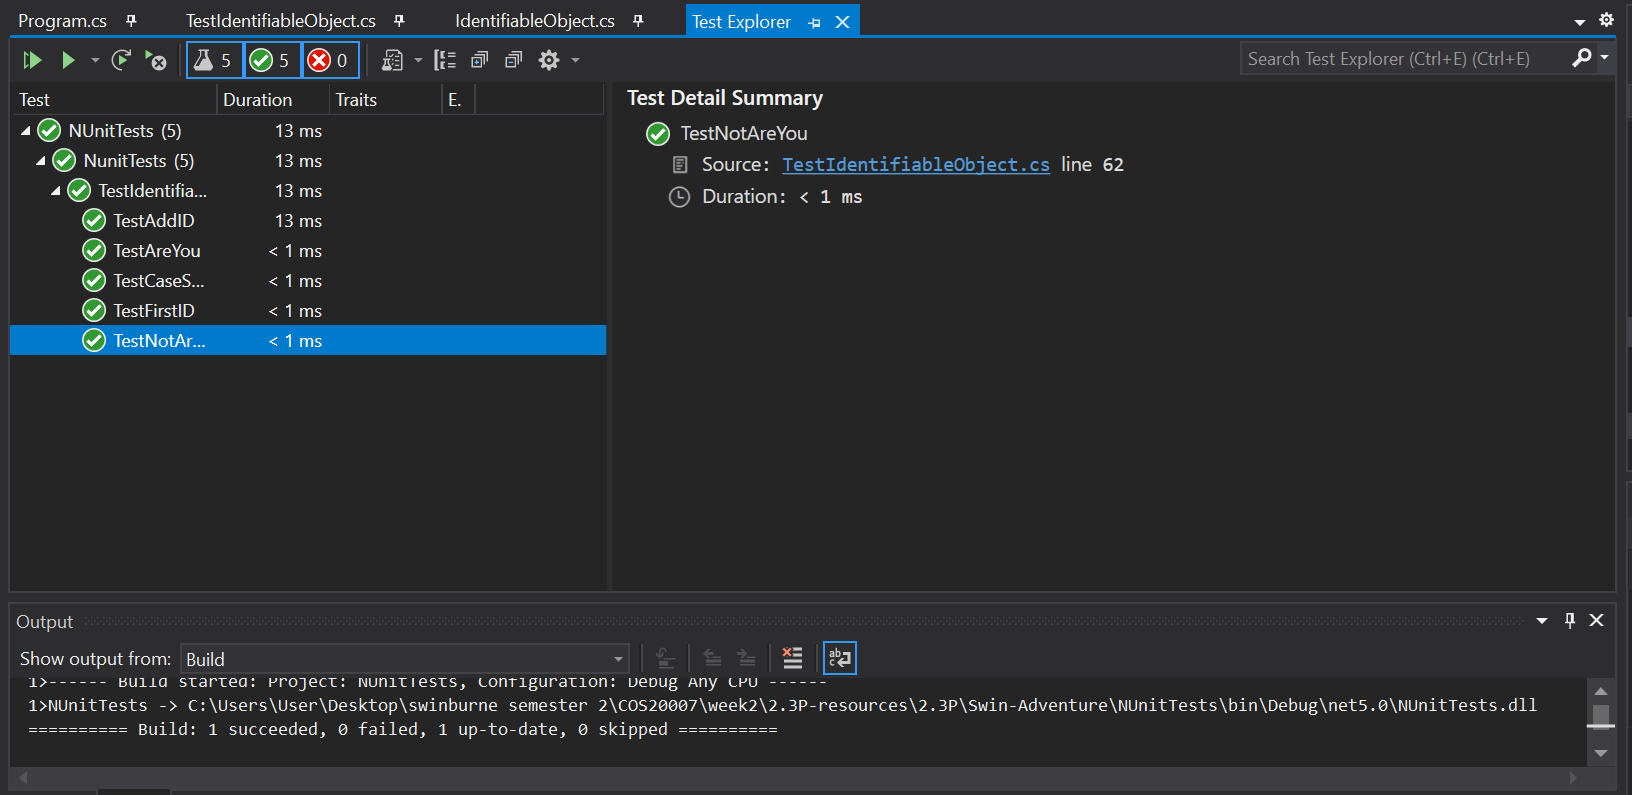 Program.cs TestIdentifiableObject.cs IdentifiableObject.cs Test Explorer
5 5 0 Search Test Explorer (Ctrl+E) (Ctrl+E)
Test Duration Traits E.
Test Detail Summary
NUnitTests (5) 13 ms
TestNotAreYou
NunitTests (5) 13 ms
Source: TestIdentifiableObject.cs line 62
TestIdentifia... 13 ms
Duration: < 1 ms
TestAddID 13 ms
TestAreYou < 1 ms
TestCaseS... < 1 ms
TestFirstID < 1 ms
TestNotAr... < 1 ms
Output
Show output from: Build
1>------ Build started: Project: NUnitTests, Configuration: Debug Any CPU ------
1>NUnitTests -> C:\Users\User\Desktop\swinburne semester 2\COS20007\week2\2.3P-resources\2.3P\Swin-Adventure\NUnitTests\bin\Debug\net5.0\NUnitTests.dll
========== Build: 1 succeeded, 0 failed, 1 up-to-date, 0 skipped ==========